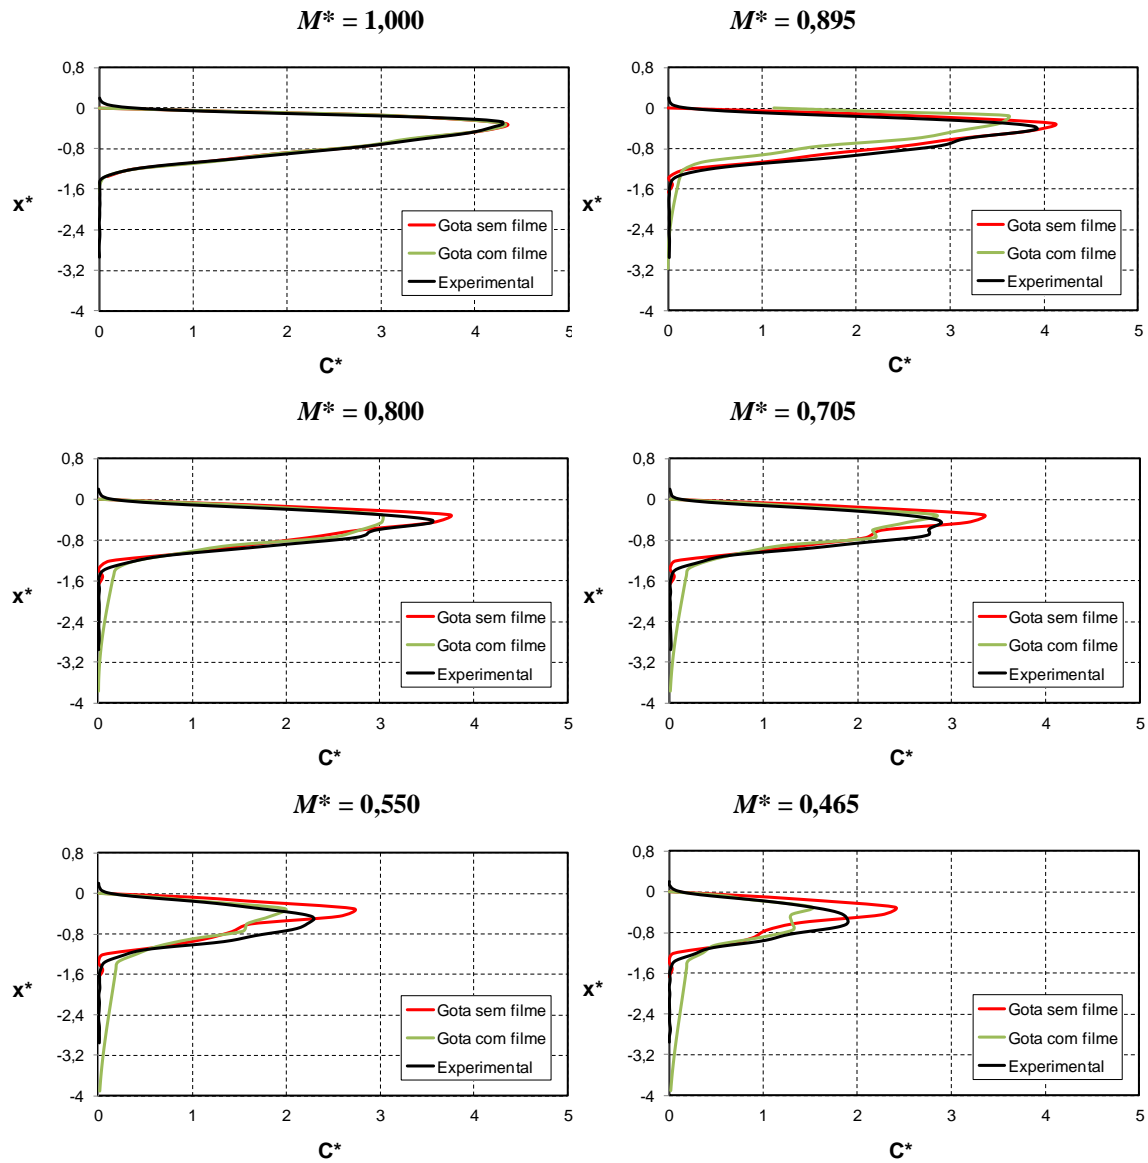 M* = 1,000
M* = 0,895
0,8
0
-0,8
-1,6
-2,4
-3,2
-4
x*
0 1 2 3 4 5
C*
Gota sem filme
Gota com filme
Experimental
0,8
0
-0,8
-1,6
-2,4
-3,2
-4
x*
0 1 2 3 4 5
C*
Gota sem filme
Gota com filme
Experimental
M* = 0,800
M* = 0,705
0,8
0
-0,8
-1,6
-2,4
-3,2
-4
x*
0 1 2 3 4 5
C*
Gota sem filme
Gota com filme
Experimental
0,8
0
-0,8
-1,6
-2,4
-3,2
-4
x*
0 1 2 3 4 5
C*
Gota sem filme
Gota com filme
Experimental
M* = 0,550
M* = 0,465
0,8
0
-0,8
-1,6
-2,4
-3,2
-4
x*
0 1 2 3 4 5
C*
Gota sem filme
Gota com filme
Experimental
0,8
0
-0,8
-1,6
-2,4
-3,2
-4
x*
0 1 2 3 4 5
C*
Gota sem filme
Gota com filme
Experimental